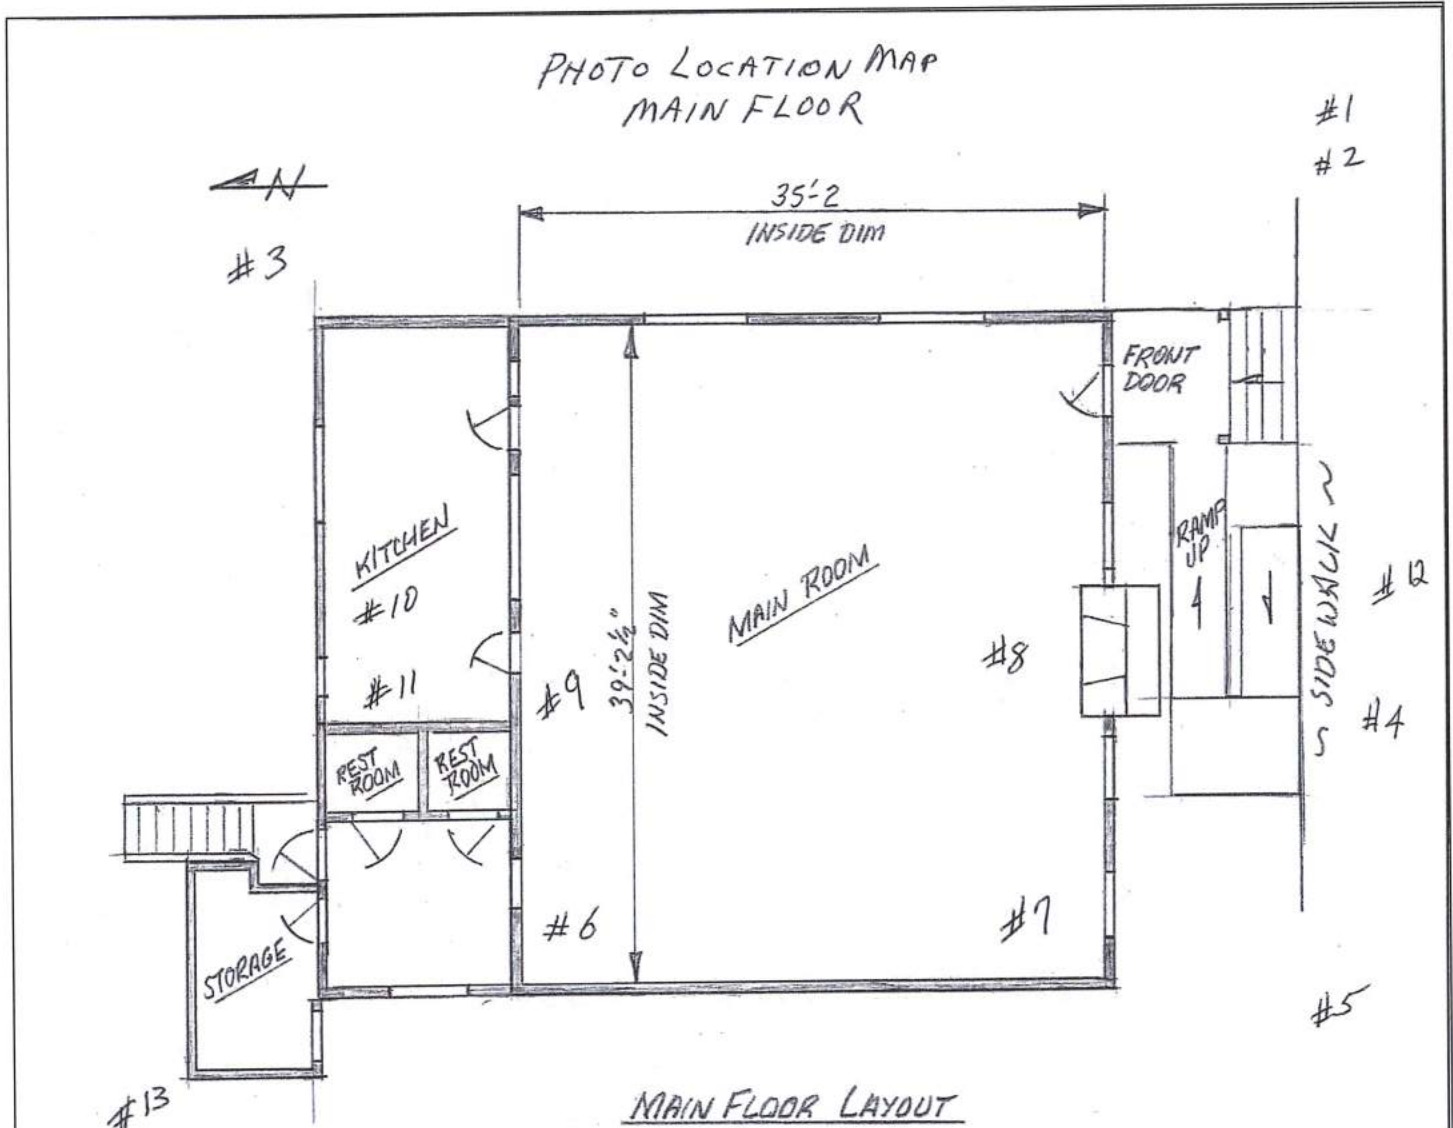 PHOTO LOCATION MAP
MAIN FLOOR
#1
#2
N
#3
35'-2
INSIDE DIM
FRONT
DOOR
KITCHEN
#10
#11
39'-2½"
INSIDE DIM
MAIN ROOM
RAMP
UP
~ SIDEWALK ~
#12
#8
#9
#4
REST
ROOM
REST
ROOM
#6
#7
STORAGE
#5
#13
MAIN FLOOR LAYOUT